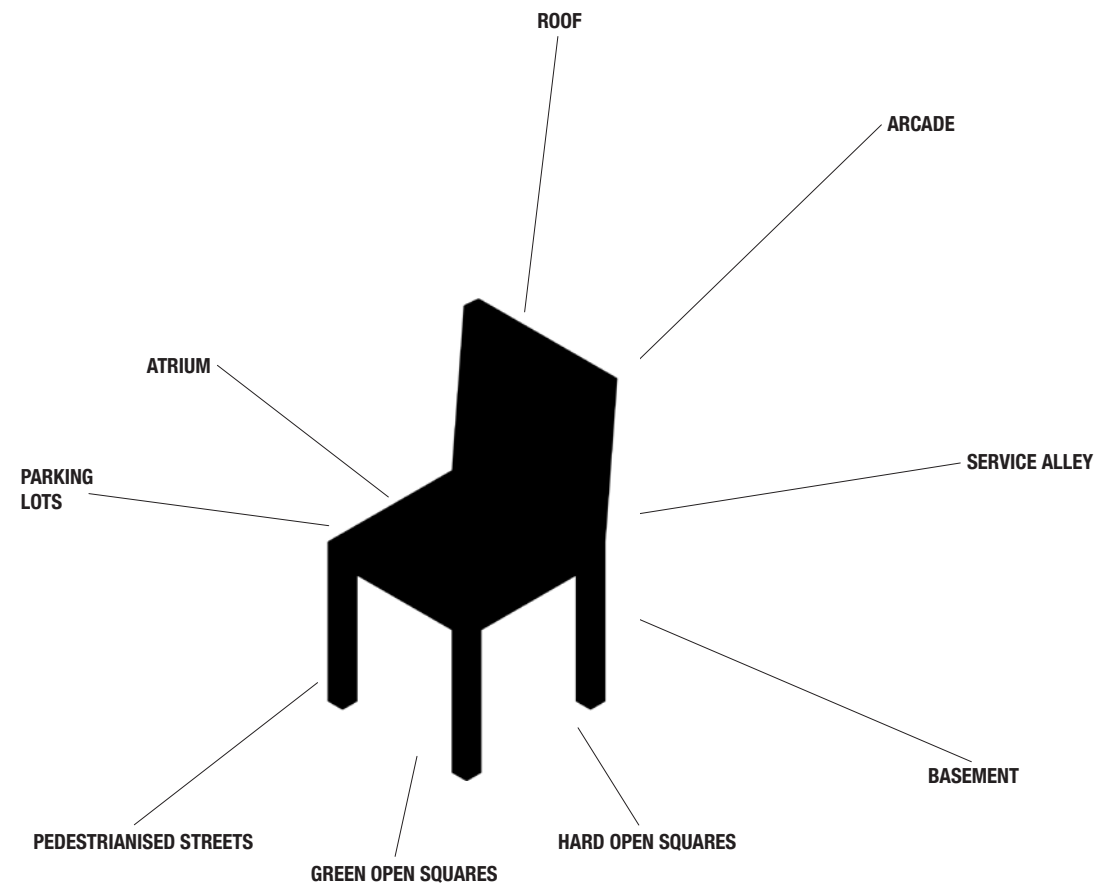 ROOF
ARCADE
ATRIUM
SERVICE ALLEY
PARKING
LOTS
BASEMENT
PEDESTRIANISED STREETS
HARD OPEN SQUARES
GREEN OPEN SQUARES